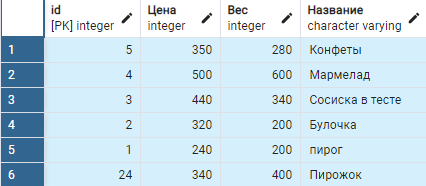 id Цена Вес Название
[PK] integer integer integer character varying
1 5 350 280 Конфеты
2 4 500 600 Мармелад
3 3 440 340 Сосиска в тесте
4 2 320 200 Булочка
5 1 240 200 пирог
6 24 340 400 Пирожок